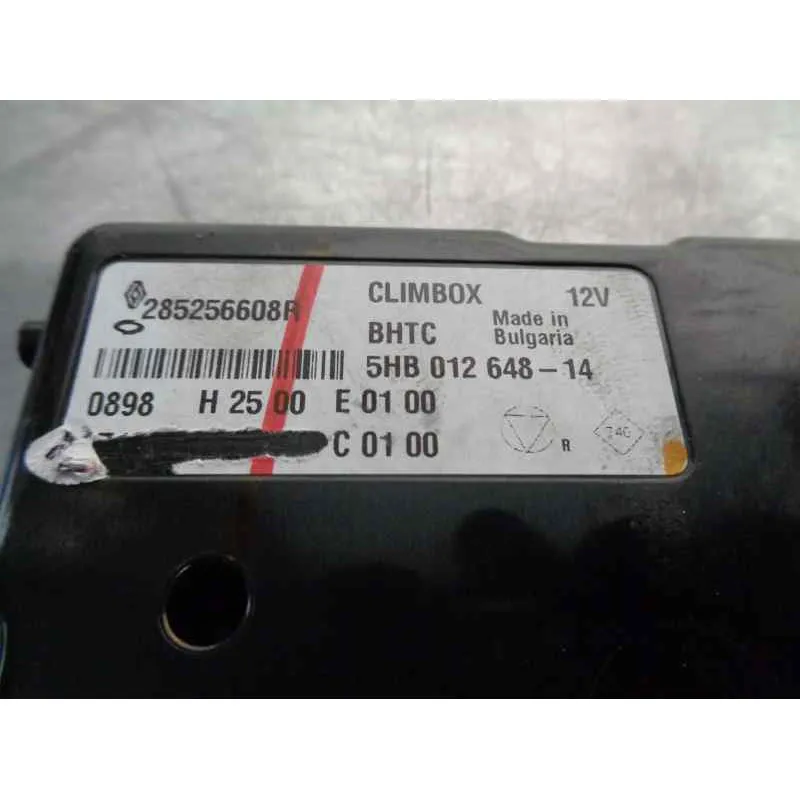 285256608R
CLIMBOX 12V
BHTC Made in Bulgaria
5HB 012 648-14
0898 H 25 00 E 01 00
C 01 00
R